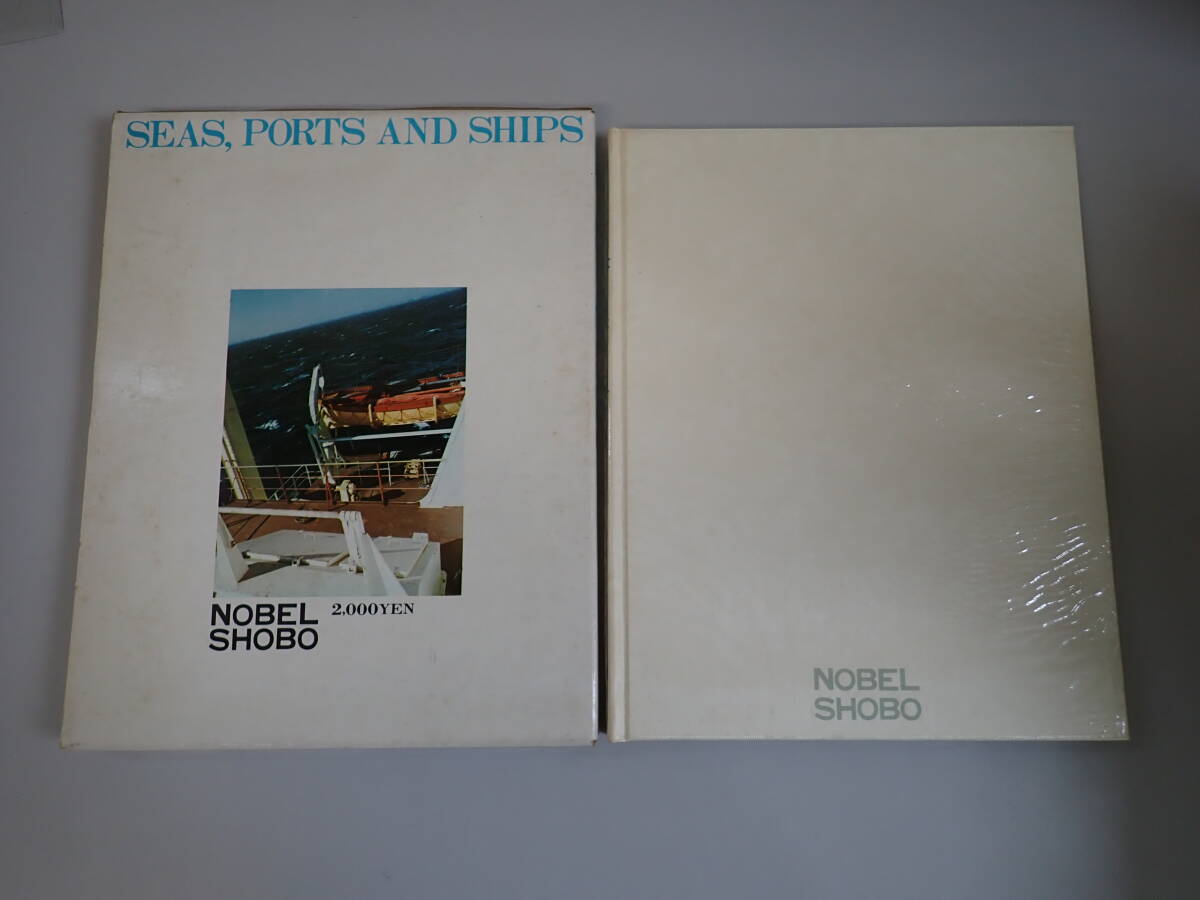 SEAS, PORTS AND SHIPS
NOBEL
SHOBO
2,000YEN
NOBEL
SHOBO